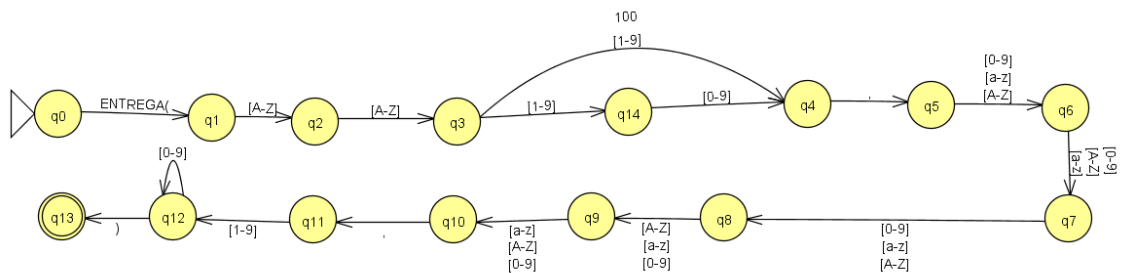 100
[1-9]
q0
ENTREGA(
q1
[A-Z]
q2
[A-Z]
q3
[1-9]
q14
[0-9]
q4
,
q5
[0-9]
[a-z]
[A-Z]
q6
[0-9]
[A-Z]
[a-z]
q7
[0-9]
[a-z]
[A-Z]
q8
[A-Z]
[a-z]
[0-9]
q9
[a-z]
[A-Z]
[0-9]
q10
,
q11
[1-9]
q12
[0-9]
)
q13